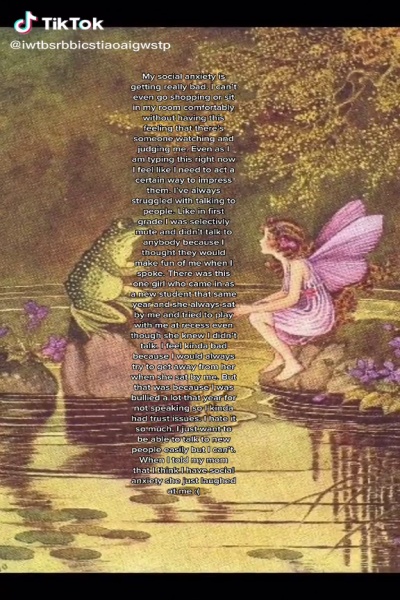 TikTok
@iwtbsrbbicstiaoaigwstp
My social anxiety is
getting really bad. I can't
even go shopping or sit
in my room comfortably
without having this
feeling that there's
someone watching and
judging me. Even as I
am typing this right now
I feel like I need to act a
certain way to impress
them. I've always
struggled with talking to
people. Like in first
grade I was selectivly
mute and didn't talk to
anybody because I
thought they would
make fun of me when I
spoke. There was this
one girl who came in as
a new student that same
year and she always sat
by me and tried to play
with me at recess even
though she knew I didn't
talk. I feel kinda bad
because I would always
try to get away from her
when she sat by me. But
that was because I was
bullied a lot that year for
not speaking so I kinda
had trust issues. I hate it
so much. I just want to
be able to talk to new
people easily but I can't.
When I told my mom
that I think I have social
anxiety she just laughed
at me :(